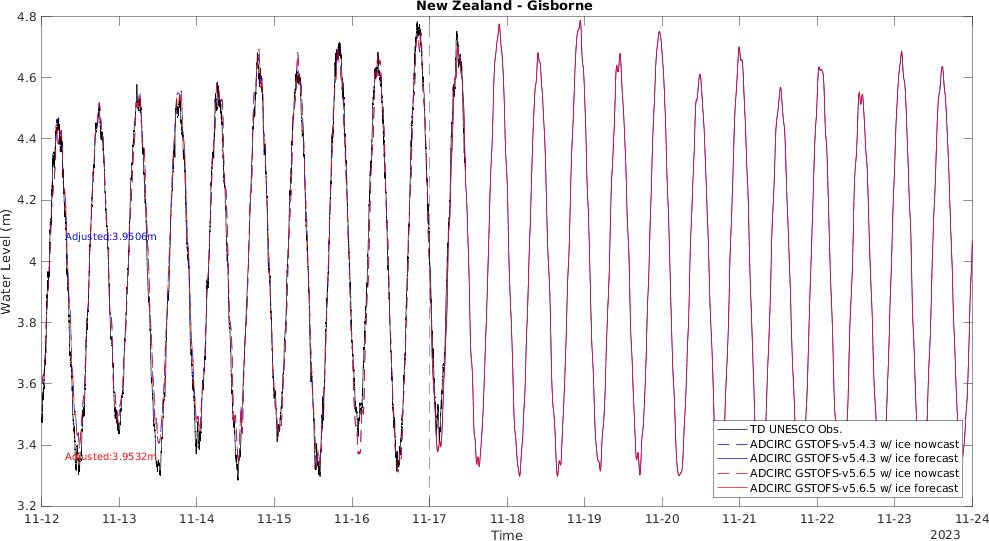 New Zealand - Gisborne
Water Level (m)
4.8
4.6
4.4
4.2
4
3.8
3.6
3.4
3.2
Adjusted:3.9506m
Adjusted:3.9532m
TD UNESCO Obs.
ADCIRC GSTOFS-v5.4.3 w/ ice nowcast
ADCIRC GSTOFS-v5.4.3 w/ ice forecast
ADCIRC GSTOFS-v5.6.5 w/ ice nowcast
ADCIRC GSTOFS-v5.6.5 w/ ice forecast
11-12 11-13 11-14 11-15 11-16 11-17 11-18 11-19 11-20 11-21 11-22 11-23 11-24
Time
2023